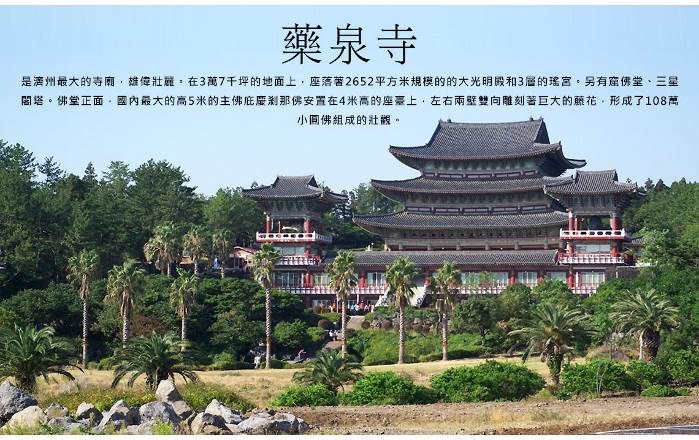 藥泉寺
是濟州最大的寺廟，雄偉壯麗。在3萬7千坪的地面上，座落著2652平方米規模的的大光明殿和3層的瑤宮。另有窟佛堂、三星
閣塔。佛堂正面，國內最大的高5米的主佛庇慶剎那佛安置在4米高的座臺上，左右兩壁雙向雕刻著巨大的藤花，形成了108萬
小圓佛組成的壯觀。